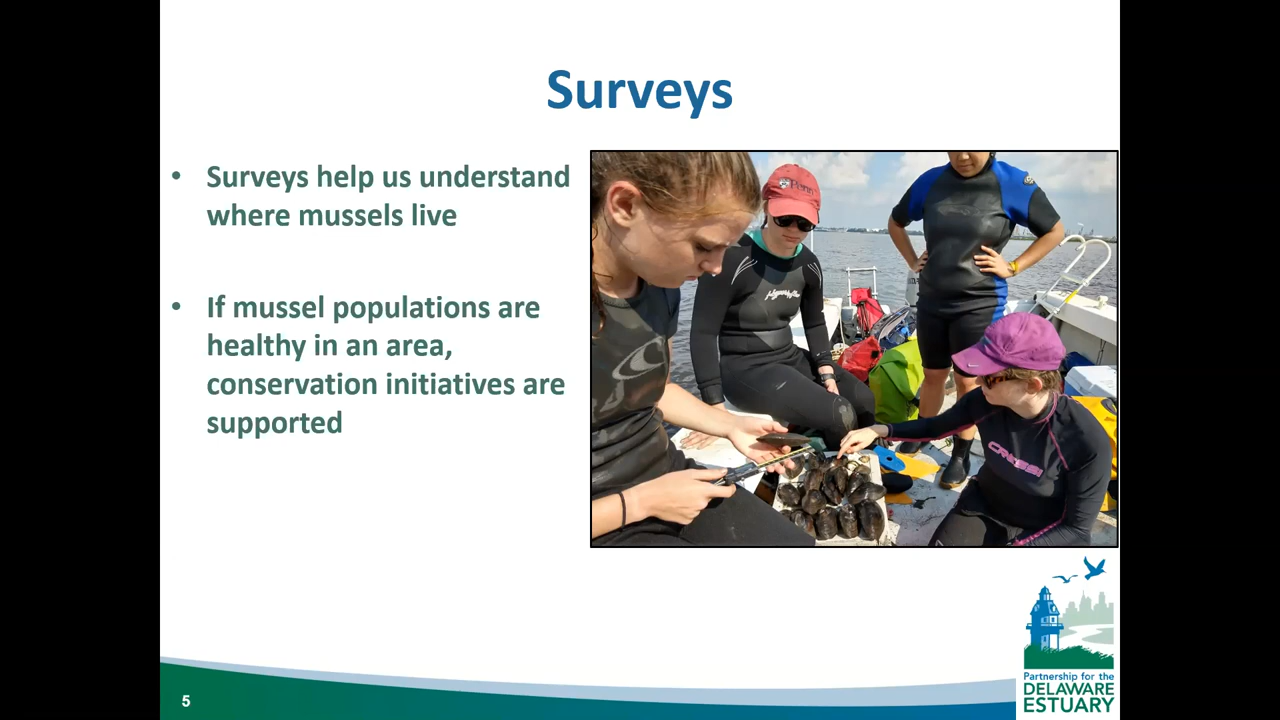 Surveys
• Surveys help us understand
where mussels live
• If mussel populations are
healthy in an area,
conservation initiatives are
supported
Penn
CRESSI
5
Partnership for the
DELAWARE
ESTUARY